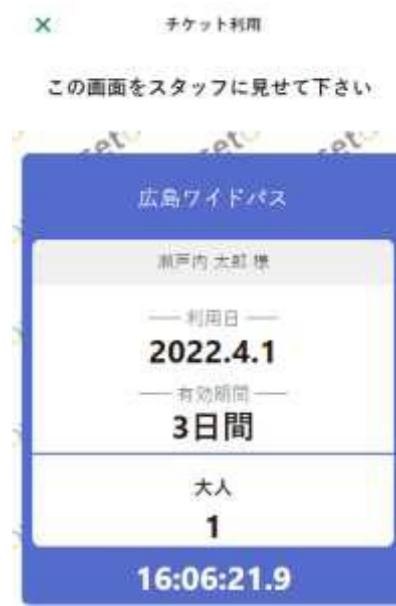 ×
チケット利用
この画面をスタッフに見せて下さい
広島ワイドパス
瀬戸内 太郎 様
利用日
2022.4.1
有効期間
3日間
大人
1
16:06:21.9